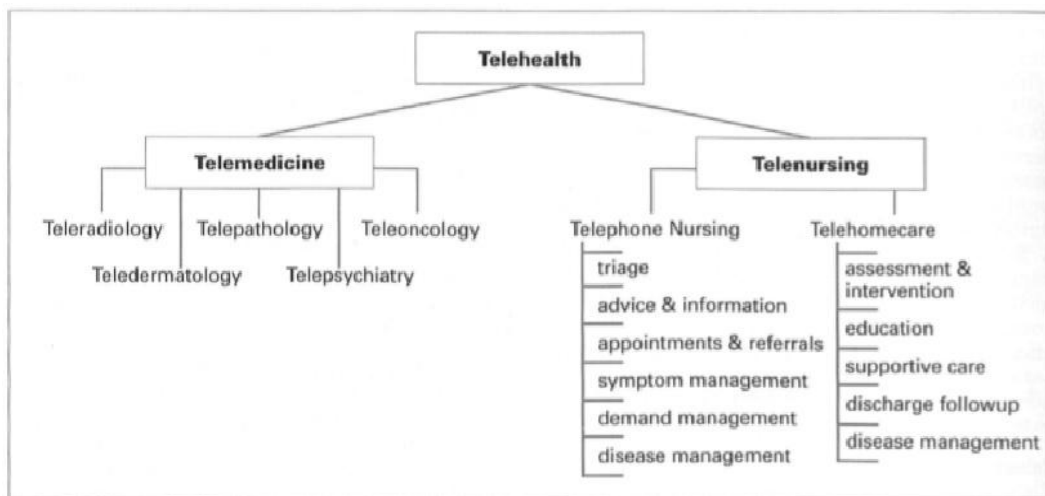 Telehealth
Telemedicine
Telenursing
Teleradiology
Telepathology
Teleoncology
Teledermatology
Telepsychiatry
Telephone Nursing
triage
advice & information
appointments & referrals
symptom management
demand management
disease management
Telehomecare
assessment &
intervention
education
supportive care
discharge followup
disease management